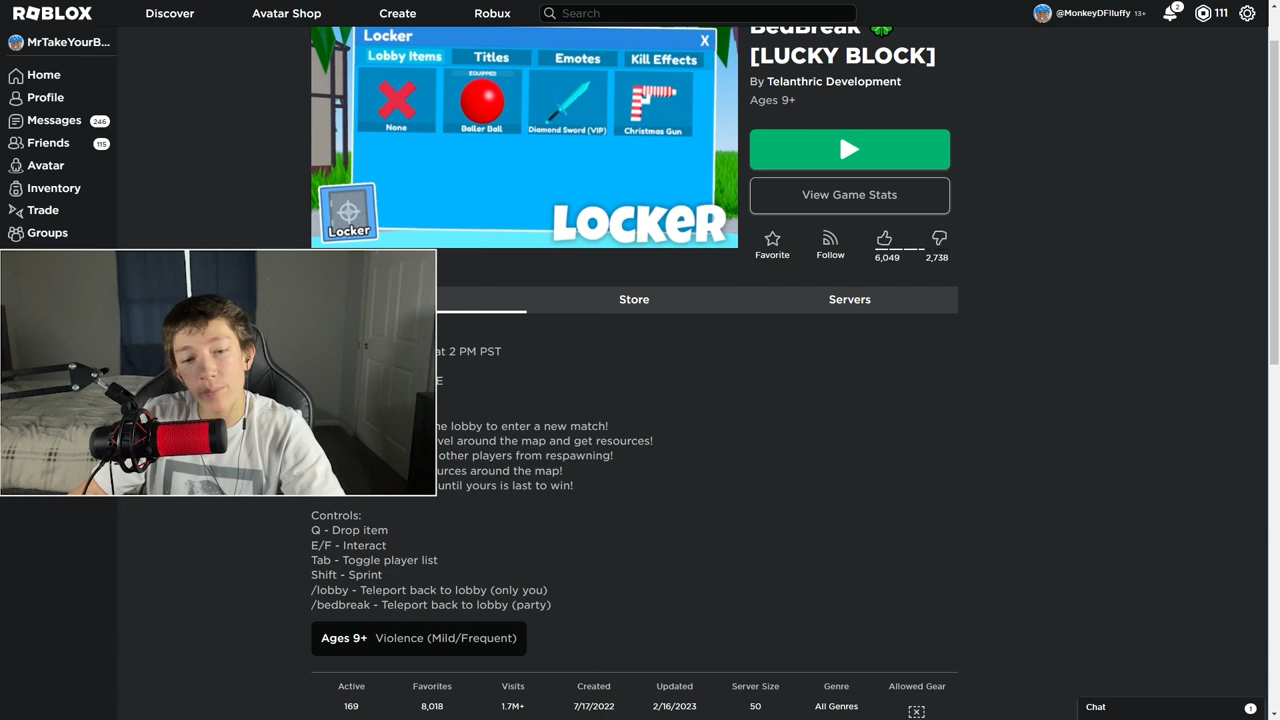 ROBLOX
Discover
Avatar Shop
Create
Robux
Search
@MonkeyDFlluffy 13+
2
111
MrTakeYourB...
Home
Profile
Messages 246
Friends 115
Avatar
Inventory
Trade
Groups
Locker
X
Lobby Items
Titles
Emotes
Kill Effects
EQUIPPED
None
Baller Ball
Diamond Sword (VIP)
Christmas Gun
Locker
LOCKER
BedBreak
[LUCKY BLOCK]
By Telanthric Development
Ages 9+
View Game Stats
Favorite
Follow
6,049
2,738
Store
Servers
at 2 PM PST
E
he lobby to enter a new match!
vel around the map and get resources!
other players from respawning!
urces around the map!
until yours is last to win!
Controls:
Q - Drop item
E/F - Interact
Tab - Toggle player list
Shift - Sprint
/lobby - Teleport back to lobby (only you)
/bedbreak - Teleport back to lobby (party)
Ages 9+ Violence (Mild/Frequent)
Active
Favorites
Visits
Created
Updated
Server Size
Genre
Allowed Gear
169
8,018
1.7M+
7/17/2022
2/16/2023
50
All Genres
Chat
1